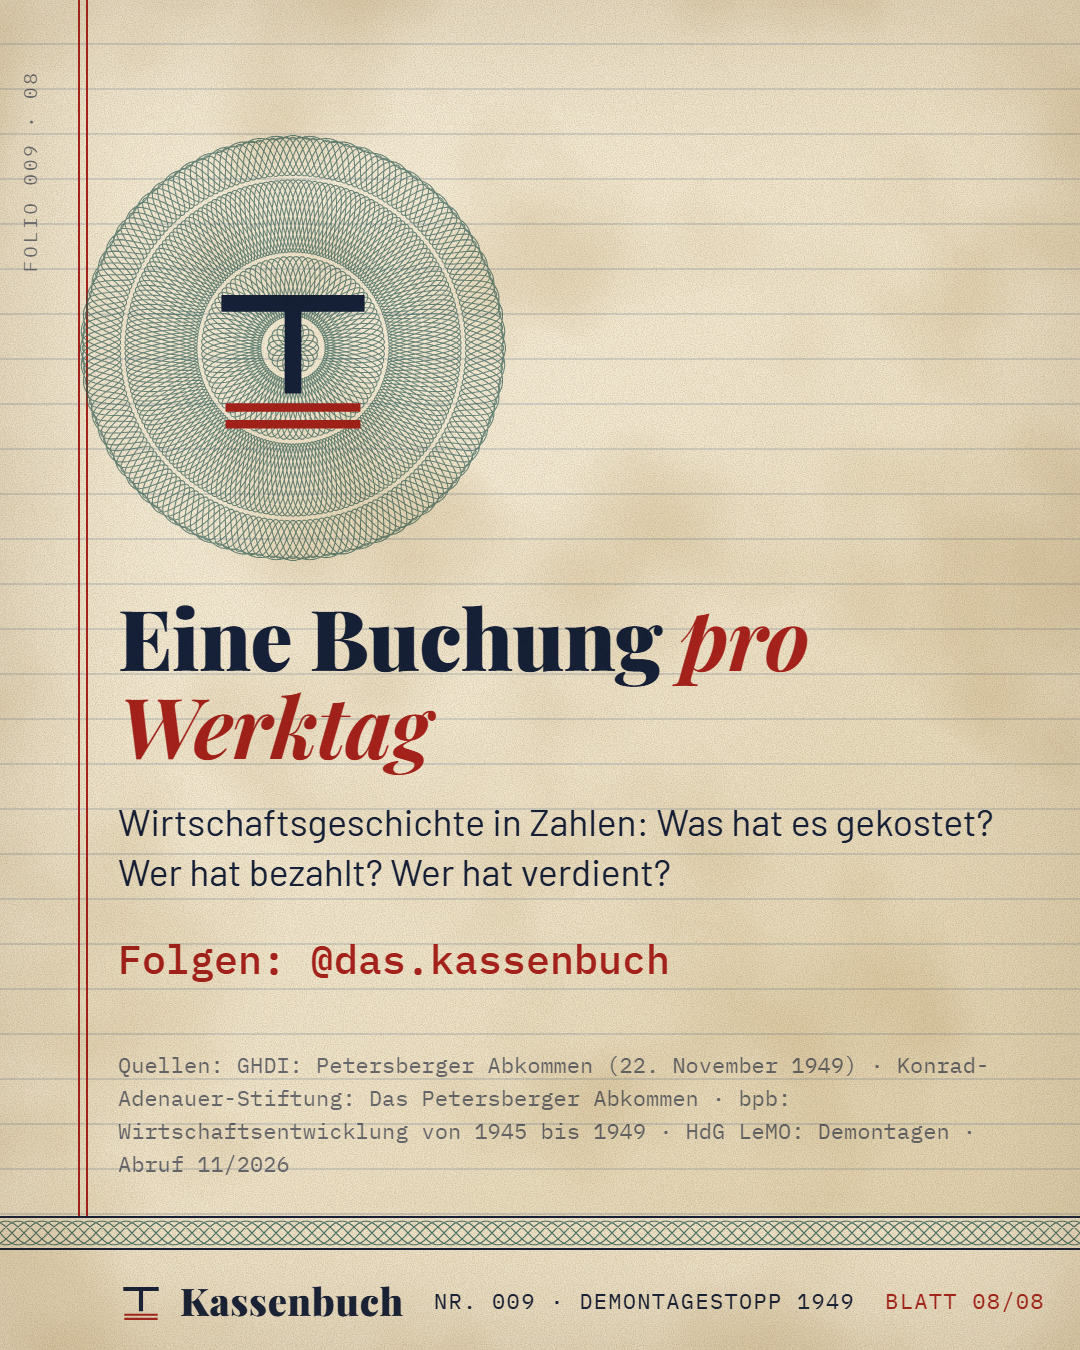 FOLIO 009 · 08
T
Eine Buchung pro
Werktag
Wirtschaftsgeschichte in Zahlen: Was hat es gekostet?
Wer hat bezahlt? Wer hat verdient?
Folgen: @das.kassenbuch
Quellen: GHDI: Petersberger Abkommen (22. November 1949) · Konrad-
Adenauer-Stiftung: Das Petersberger Abkommen · bpb:
Wirtschaftsentwicklung von 1945 bis 1949 · HdG LeMO: Demontagen ·
Abruf 11/2026
T Kassenbuch NR. 009 · DEMONTAGESTOPP 1949 BLATT 08/08